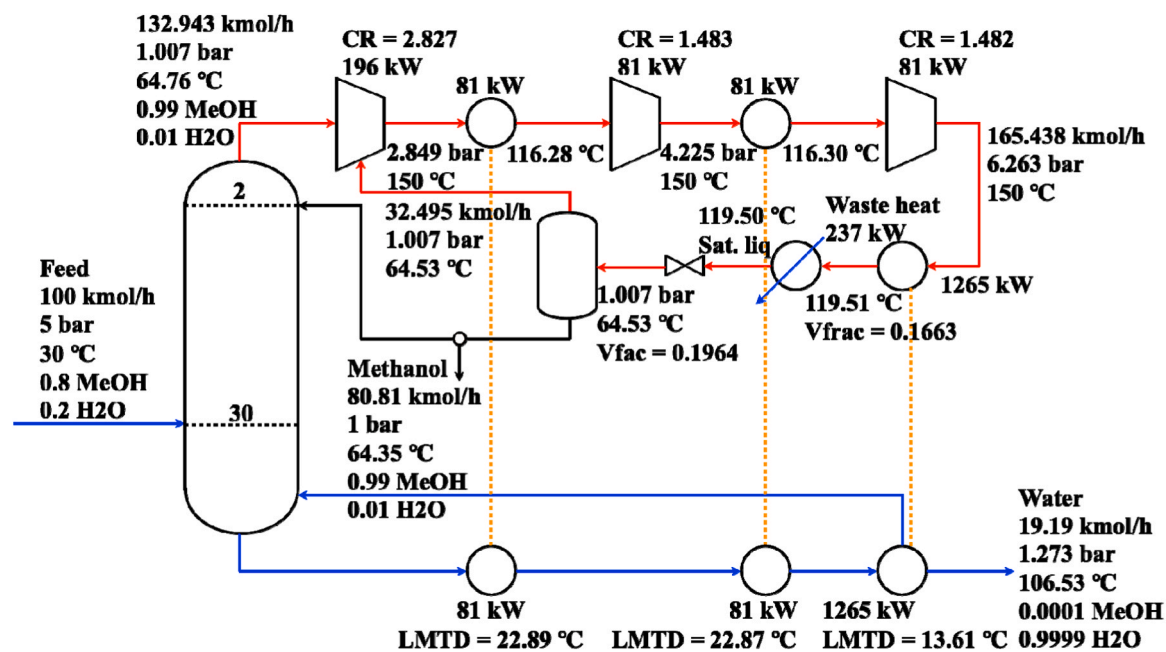 132.943 kmol/h
1.007 bar
64.76 ℃
0.99 MeOH
0.01 H2O
CR = 2.827
196 kW
81 kW
CR = 1.483
81 kW
81 kW
CR = 1.482
81 kW
2.849 bar
150 ℃
116.28 ℃
4.225 bar
150 ℃
116.30 ℃
165.438 kmol/h
6.263 bar
150 ℃
2
32.495 kmol/h
1.007 bar
64.53 ℃
119.50 ℃
Sat. liq
Waste heat
237 kW
1265 kW
119.51 ℃
Vfrac = 0.1663
1.007 bar
64.53 ℃
Vfac = 0.1964
Feed
100 kmol/h
5 bar
30 ℃
0.8 MeOH
0.2 H2O
30
Methanol
80.81 kmol/h
1 bar
64.35 ℃
0.99 MeOH
0.01 H2O
81 kW
LMTD = 22.89 ℃
81 kW
LMTD = 22.87 ℃
1265 kW
LMTD = 13.61 ℃
Water
19.19 kmol/h
1.273 bar
106.53 ℃
0.0001 MeOH
0.9999 H2O